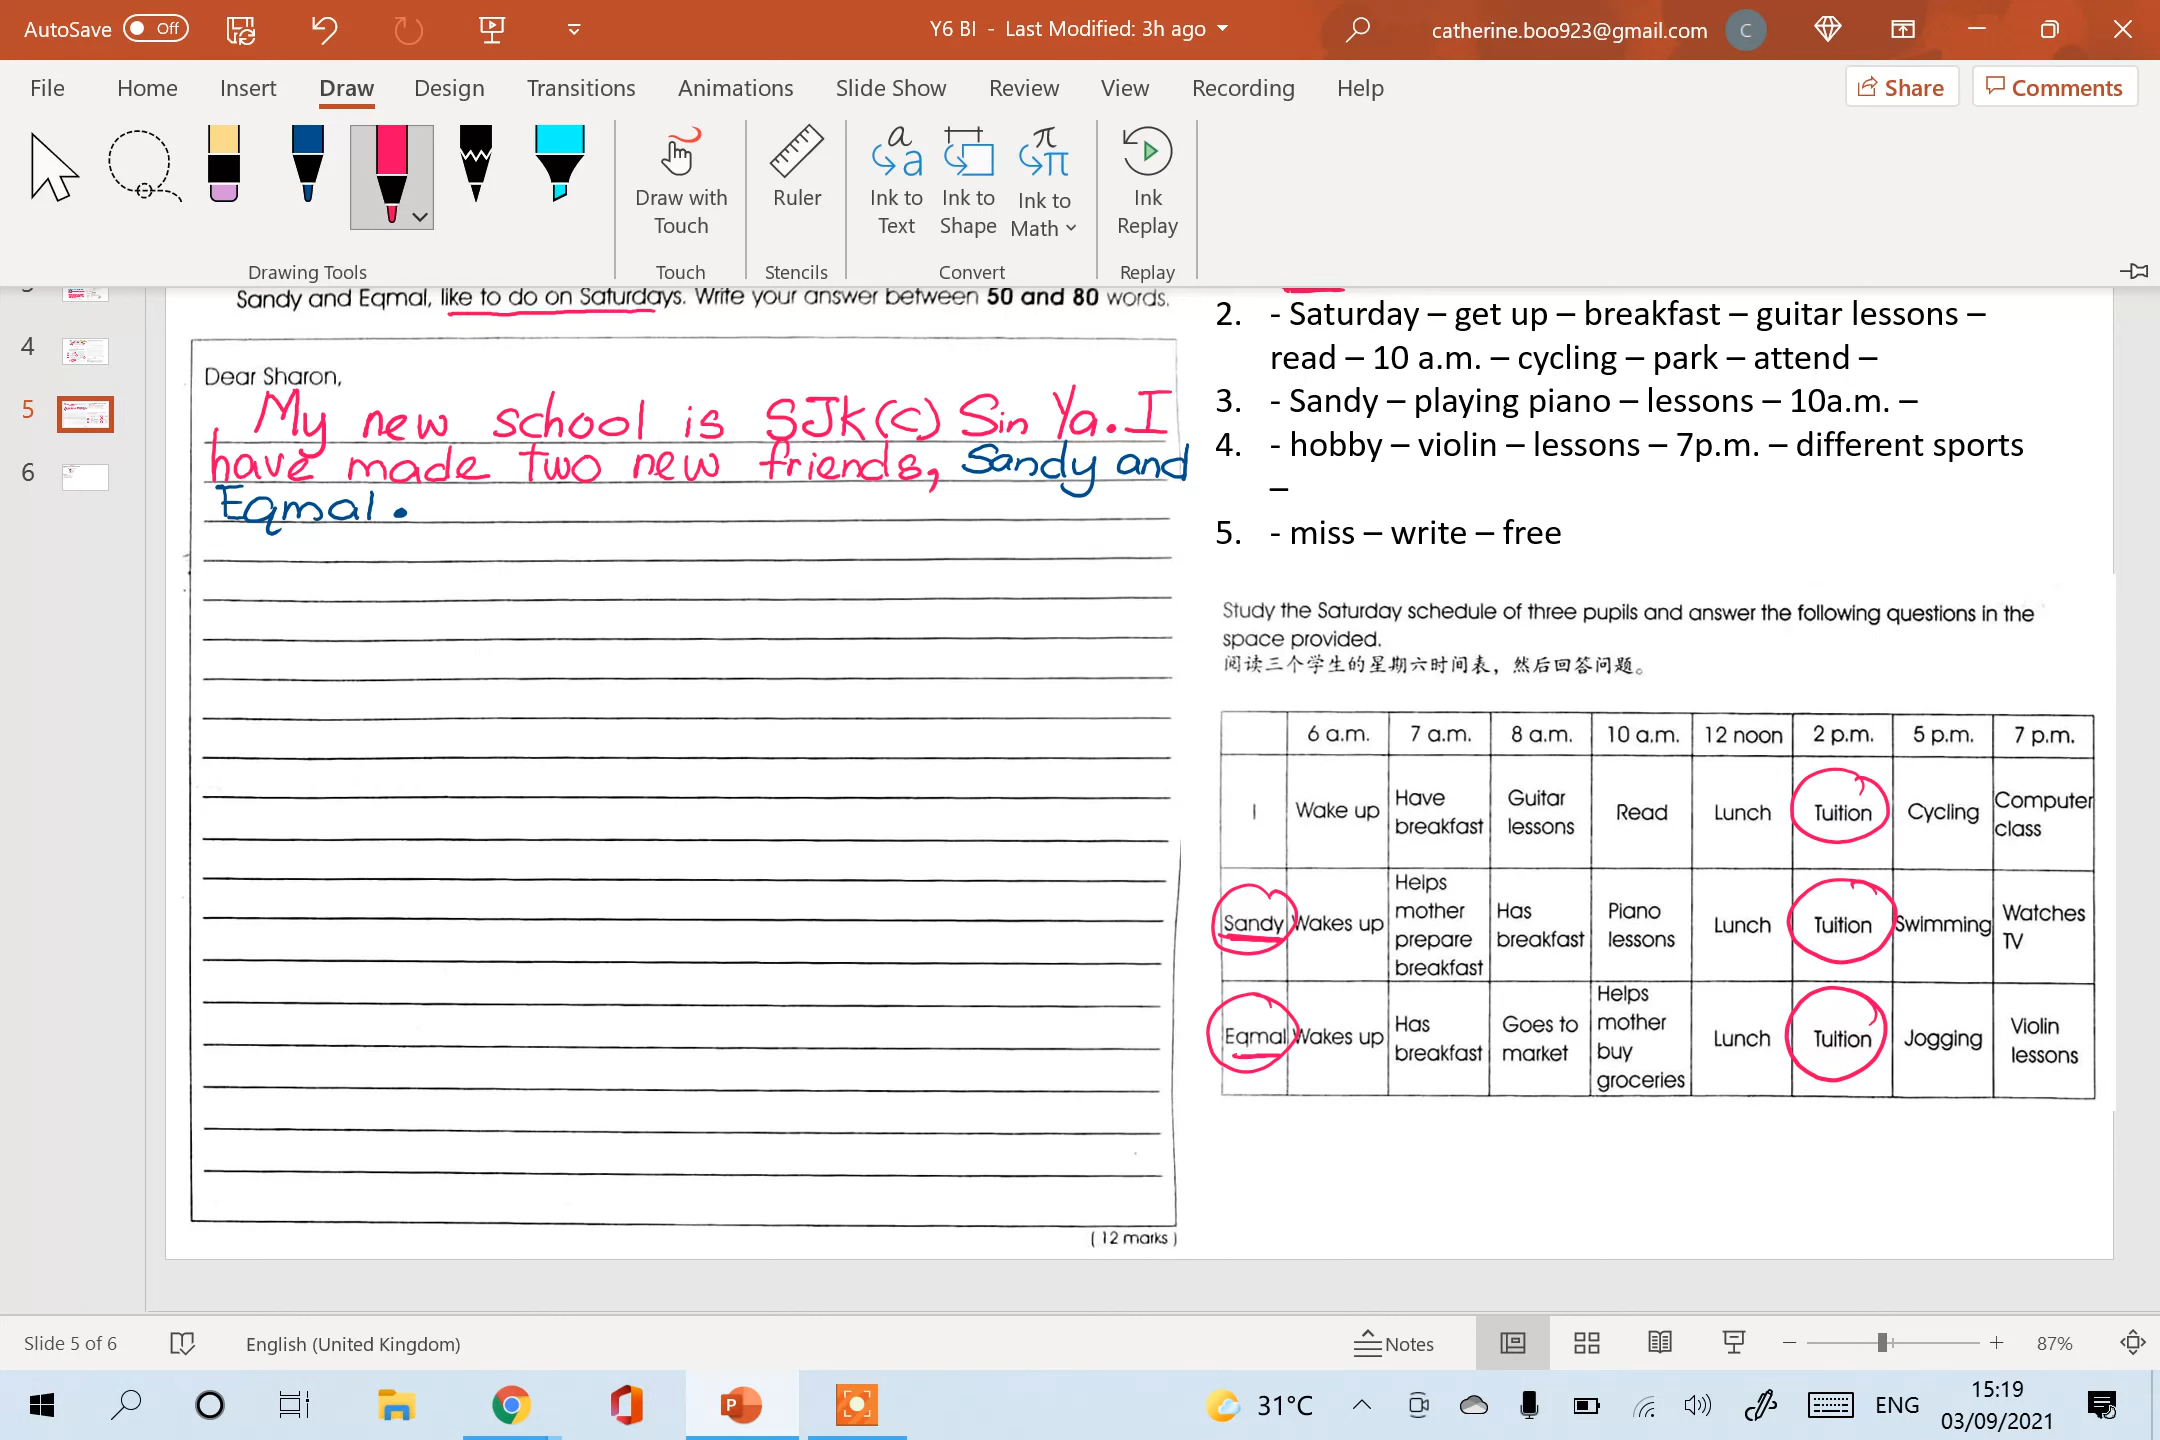 AutoSave Off
Y6 BI - Last Modified: 3h ago
catherine.boo923@gmail.com C
File Home Insert Draw Design Transitions Animations Slide Show Review View Recording Help
Share Comments
Draw with Touch
Ruler
Ink to Text
Ink to Shape
Ink to Math
Ink Replay
Drawing Tools Touch Stencils Convert Replay
4
5
6
Sandy and Eqmal, like to do on Saturdays. Write your answer between 50 and 80 words.
Dear Sharon,
My new school is SJK(C) Sin Ya. I
have made two new friends, Sandy and
Eqmal.
(12 marks)
2. - Saturday – get up – breakfast – guitar lessons –
read – 10 a.m. – cycling – park – attend –
3. - Sandy – playing piano – lessons – 10a.m. –
4. - hobby – violin – lessons – 7p.m. – different sports
–
5. - miss – write – free
Study the Saturday schedule of three pupils and answer the following questions in the
space provided.
阅读三个学生的星期六时间表，然后回答问题。
6 a.m. 7 a.m. 8 a.m. 10 a.m. 12 noon 2 p.m. 5 p.m. 7 p.m.
I Wake up Have breakfast Guitar lessons Read Lunch Tuition Cycling Computer class
Sandy Wakes up Helps mother prepare breakfast Has breakfast Piano lessons Lunch Tuition Swimming Watches TV
Eqmal Wakes up Has breakfast Goes to market Helps mother buy groceries Lunch Tuition Jogging Violin lessons
Slide 5 of 6 English (United Kingdom) Notes 87%
31°C ENG 15:19
03/09/2021